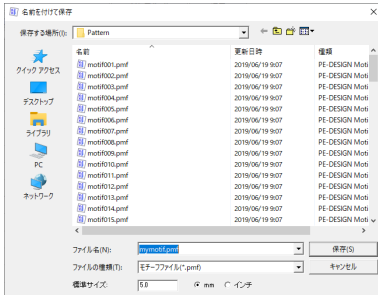 名前を付けて保存
保存する場所(I): Pattern
名前 更新日時 種類
motif001.pmf 2019/06/19 9:07 PE-DESIGN Moti
motif002.pmf 2019/06/19 9:07 PE-DESIGN Moti
motif003.pmf 2019/06/19 9:07 PE-DESIGN Moti
motif004.pmf 2019/06/19 9:07 PE-DESIGN Moti
motif005.pmf 2019/06/19 9:07 PE-DESIGN Moti
motif006.pmf 2019/06/19 9:07 PE-DESIGN Moti
motif007.pmf 2019/06/19 9:07 PE-DESIGN Moti
motif008.pmf 2019/06/19 9:07 PE-DESIGN Moti
motif009.pmf 2019/06/19 9:07 PE-DESIGN Moti
motif010.pmf 2019/06/19 9:07 PE-DESIGN Moti
motif011.pmf 2019/06/19 9:07 PE-DESIGN Moti
motif012.pmf 2019/06/19 9:07 PE-DESIGN Moti
motif013.pmf 2019/06/19 9:07 PE-DESIGN Moti
motif014.pmf 2019/06/19 9:07 PE-DESIGN Moti
motif015.pmf 2019/06/19 9:07 PE-DESIGN Moti
クイック アクセス
デスクトップ
ライブラリ
PC
ネットワーク
ファイル名(N): mymotif.pmf 保存(S)
ファイルの種類(T): モチーフファイル(*.pmf) キャンセル
標準サイズ: 5.0 mm インチ